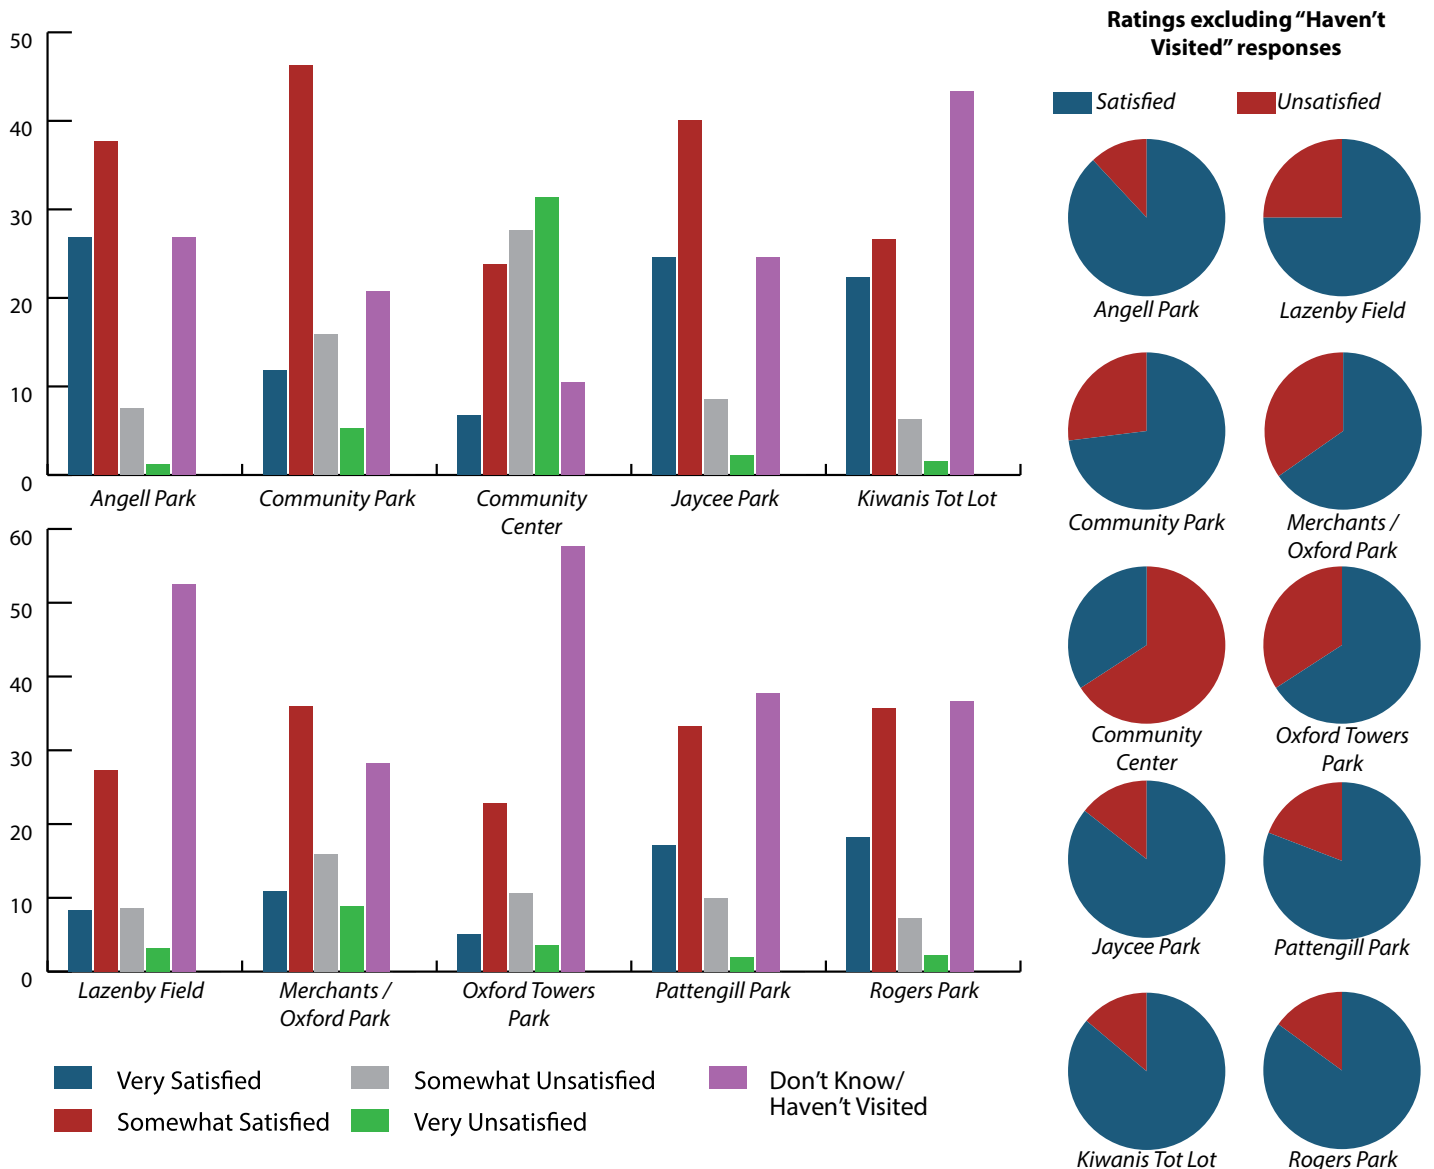 50
40
30
20
10
0
Angell Park
Community Park
Community
Center
Jaycee Park
Kiwanis Tot Lot
60
50
40
30
20
10
0
Lazenby Field
Merchants /
Oxford Park
Oxford Towers
Park
Pattengill Park
Rogers Park
Very Satisfied
Somewhat Satisfied
Somewhat Unsatisfied
Very Unsatisfied
Don't Know/
Haven't Visited
Ratings excluding “Haven’t
Visited” responses
Satisfied
Unsatisfied
Angell Park
Lazenby Field
Community Park
Merchants /
Oxford Park
Community
Center
Oxford Towers
Park
Jaycee Park
Pattengill Park
Kiwanis Tot Lot
Rogers Park